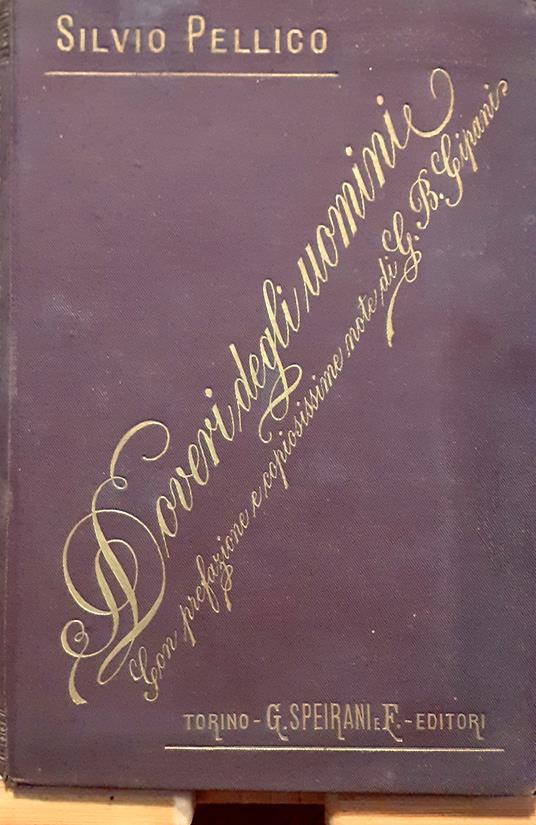 SILVIO PELLICO
Doveri degli uomini
Con prefazione e copiosissime note di G. B. Cipani
TORINO - G. SPEIRANI E F. - EDITORI